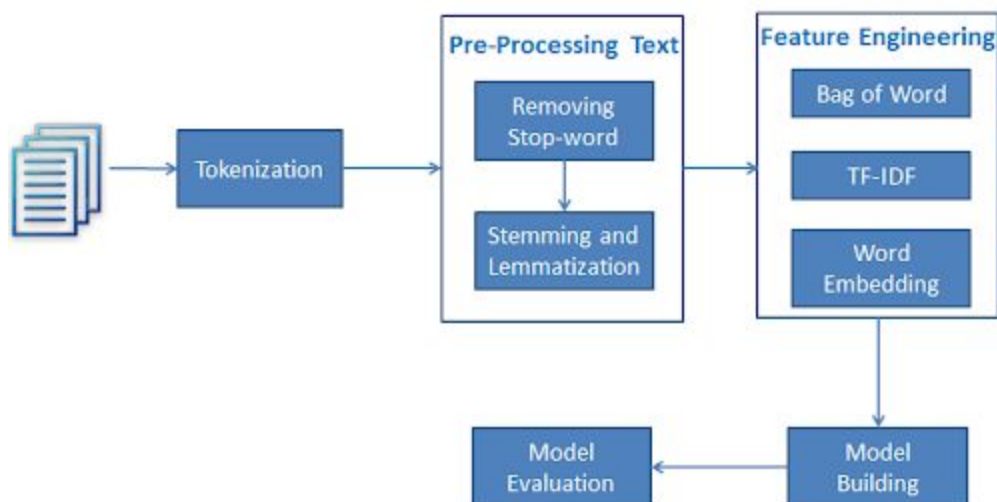 Tokenization
Pre-Processing Text
Removing
Stop-word
Stemming and
Lemmatization
Feature Engineering
Bag of Word
TF-IDF
Word
Embedding
Model
Building
Model
Evaluation